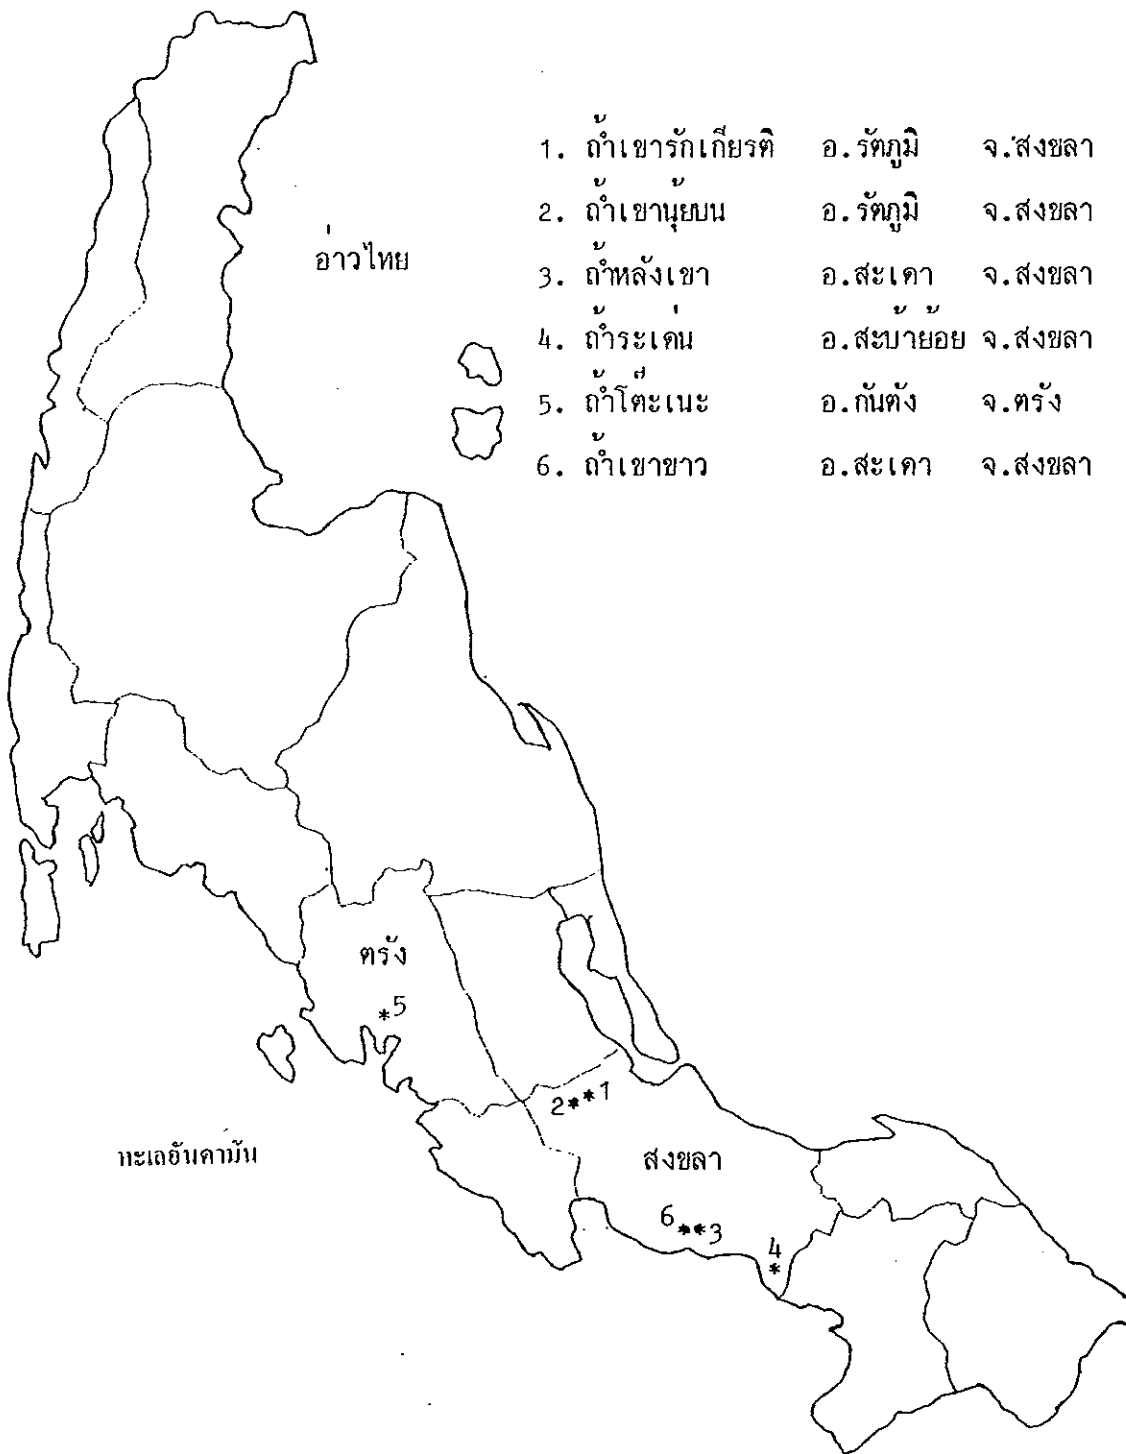 1. ถ้ำเขารักเกียรติ อ.รัตภูมิ จ.สงขลา
2. ถ้ำเขานุ้ยบน อ.รัตภูมิ จ.สงขลา
อ่าวไทย
3. ถ้ำหลังเขา อ.สะเดา จ.สงขลา
4. ถ้ำระเด่น อ.สะบ้าย้อย จ.สงขลา
5. ถ้ำโต๊ะเนะ อ.กันตัง จ.ตรัง
6. ถ้ำเขาขาว อ.สะเดา จ.สงขลา
ตรัง
*5
2**1
ทะเลอันดามัน
สงขลา
6**3
4
*